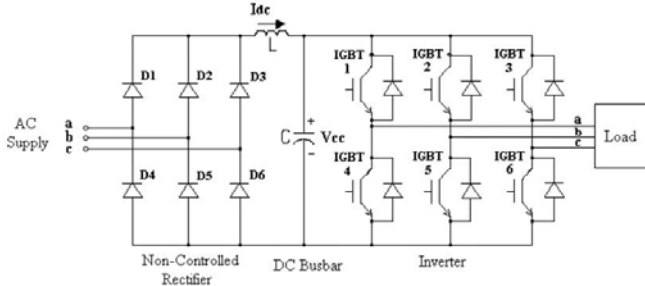 Idc
L
D1
D2
D3
IGBT
1
IGBT
2
IGBT
3
AC
Supply
a
b
c
C
+
Vcc
-
a
b
c
Load
D4
D5
D6
IGBT
4
IGBT
5
IGBT
6
Non-Controlled
Rectifier
DC Busbar
Inverter